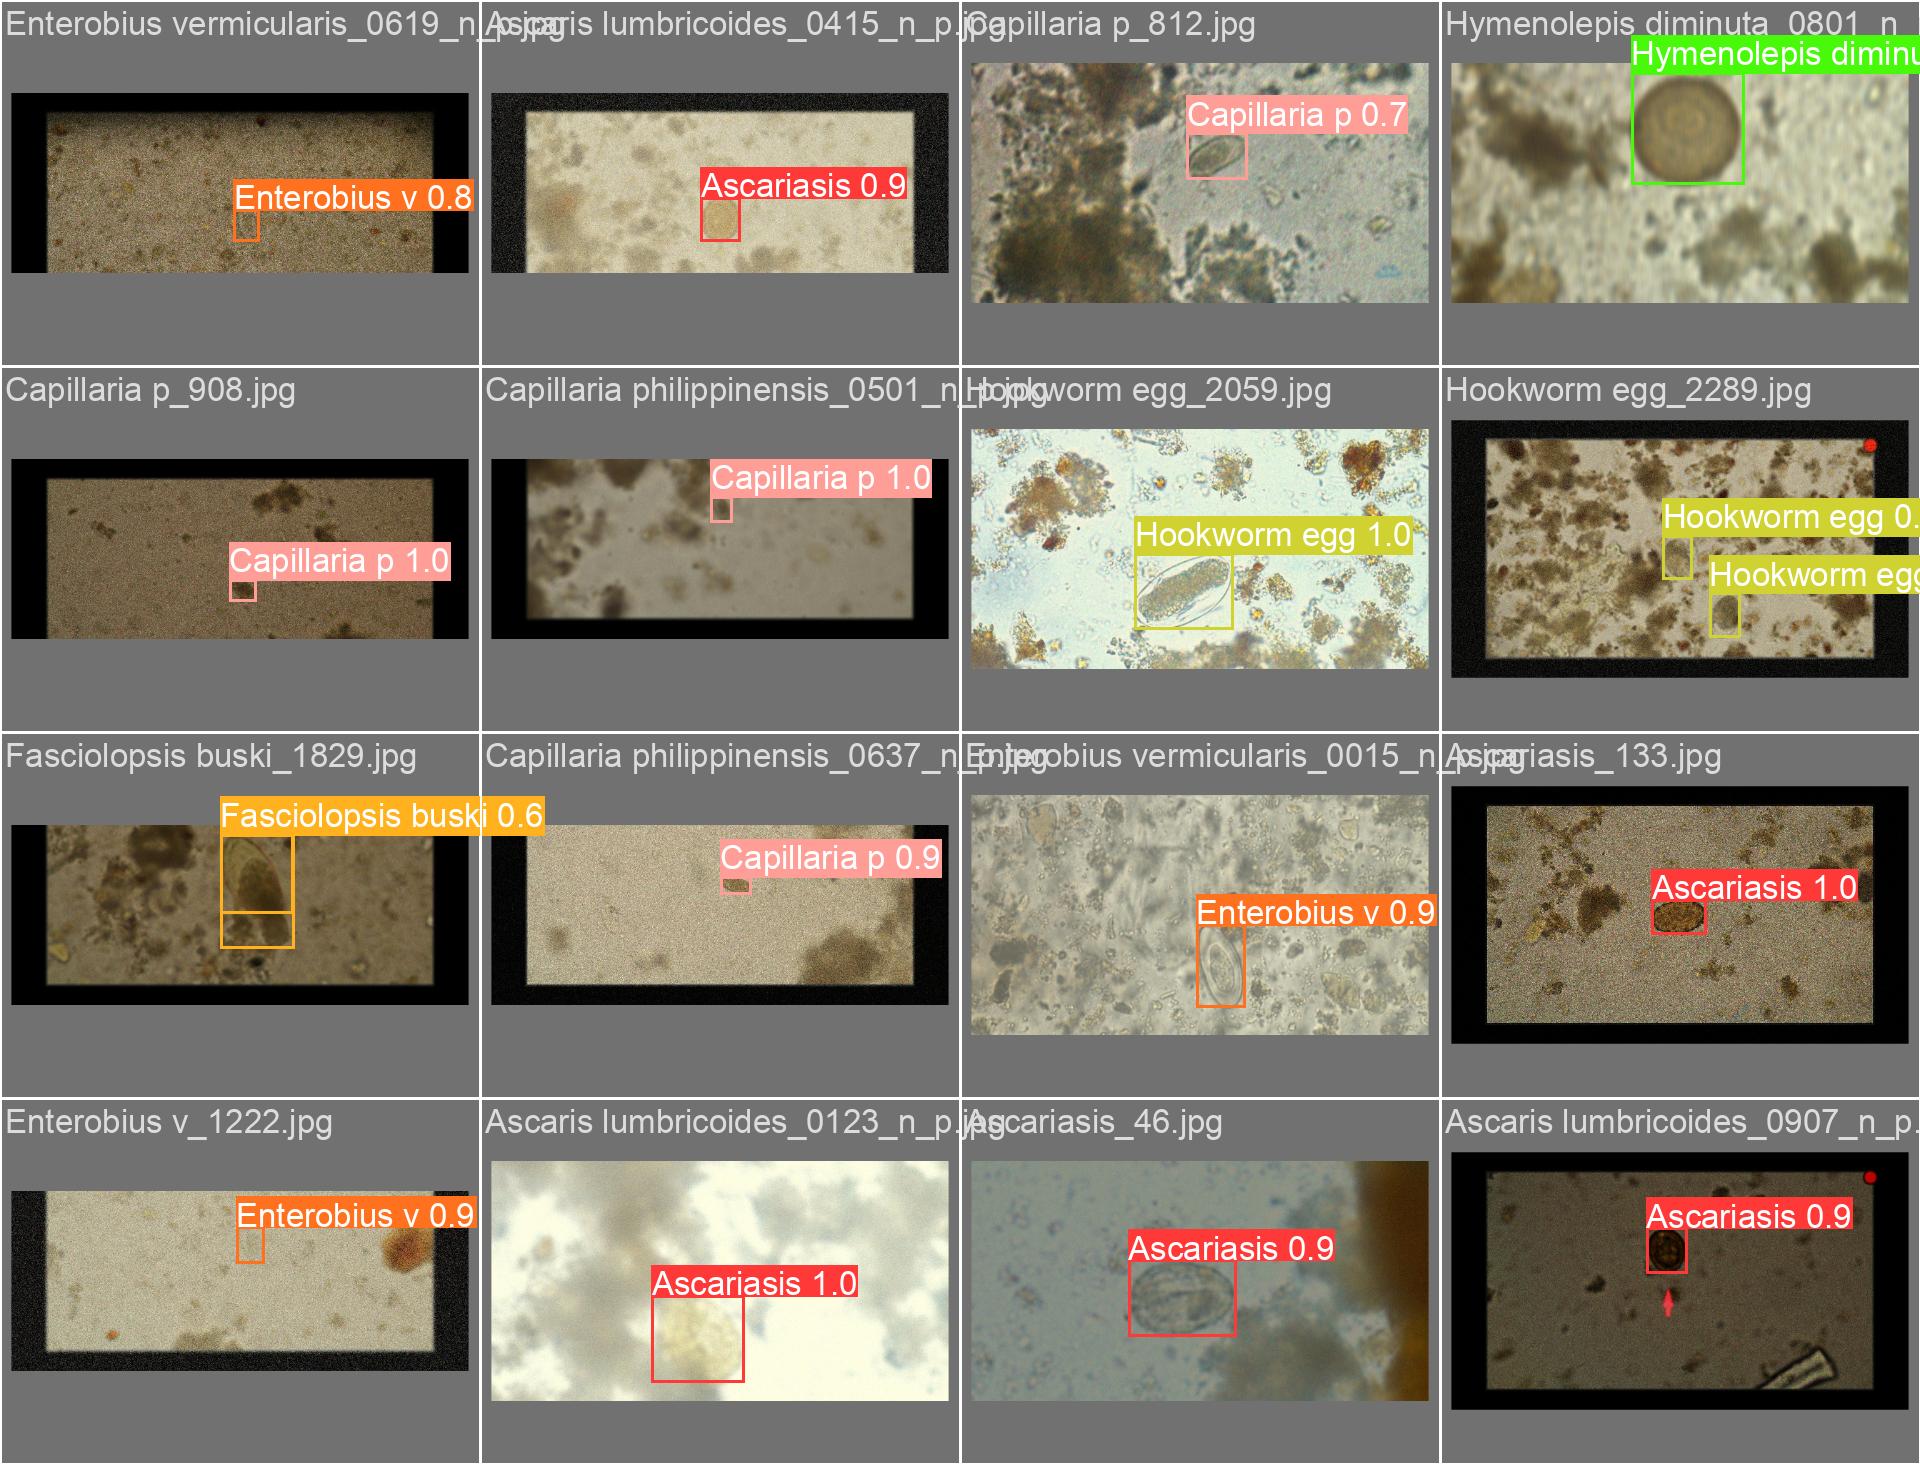 Enterobius vermicularis_0619_n_p.jpg
Ascaris lumbricoides_0415_n_p.jpg
Capillaria p_812.jpg
Hymenolepis diminuta_0801_n_
Enterobius v 0.8
Ascariasis 0.9
Capillaria p 0.7
Hymenolepis diminu
Capillaria p_908.jpg
Capillaria philippinensis_0501_n_p.jpg
Hookworm egg_2059.jpg
Hookworm egg_2289.jpg
Capillaria p 1.0
Capillaria p 1.0
Hookworm egg 1.0
Hookworm egg 0.
Hookworm egg
Fasciolopsis buski_1829.jpg
Capillaria philippinensis_0637_n_p.jpg
Enterobius vermicularis_0015_n_p.jpg
Ascariasis_133.jpg
Fasciolopsis buski 0.6
Capillaria p 0.9
Enterobius v 0.9
Ascariasis 1.0
Enterobius v_1222.jpg
Ascaris lumbricoides_0123_n_p.jpg
Ascariasis_46.jpg
Ascaris lumbricoides_0907_n_p.
Enterobius v 0.9
Ascariasis 1.0
Ascariasis 0.9
Ascariasis 0.9